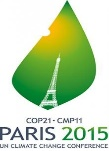 COP21·CMP11
PARIS 2015
UN CLIMATE CHANGE CONFERENCE